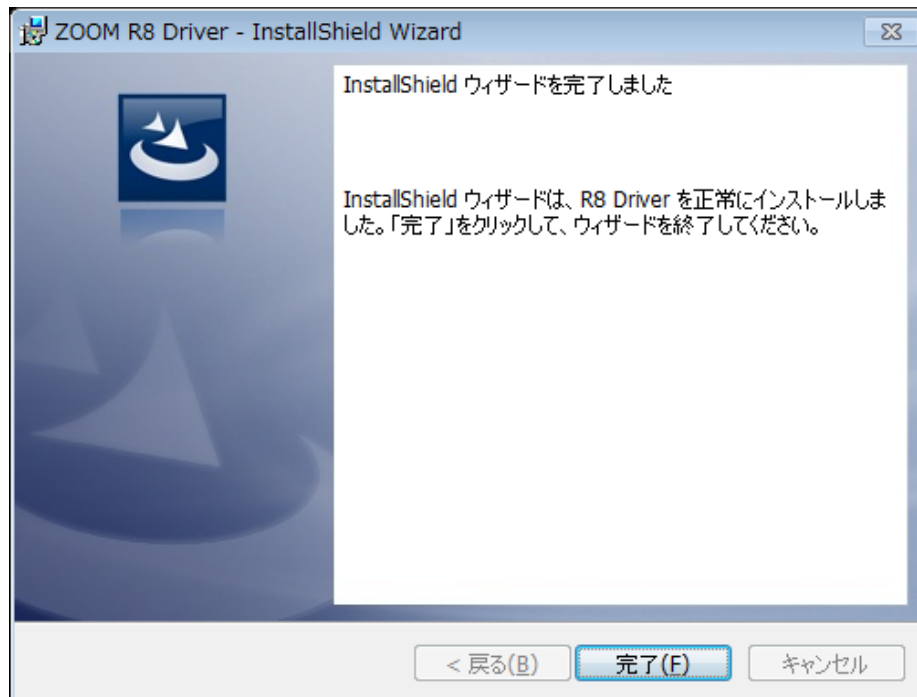 ZOOM R8 Driver - InstallShield Wizard
InstallShield ウィザードを完了しました
InstallShield ウィザードは、R8 Driver を正常にインストールしま
した。「完了」をクリックして、ウィザードを終了してください。
< 戻る(B) 完了(F) キャンセル